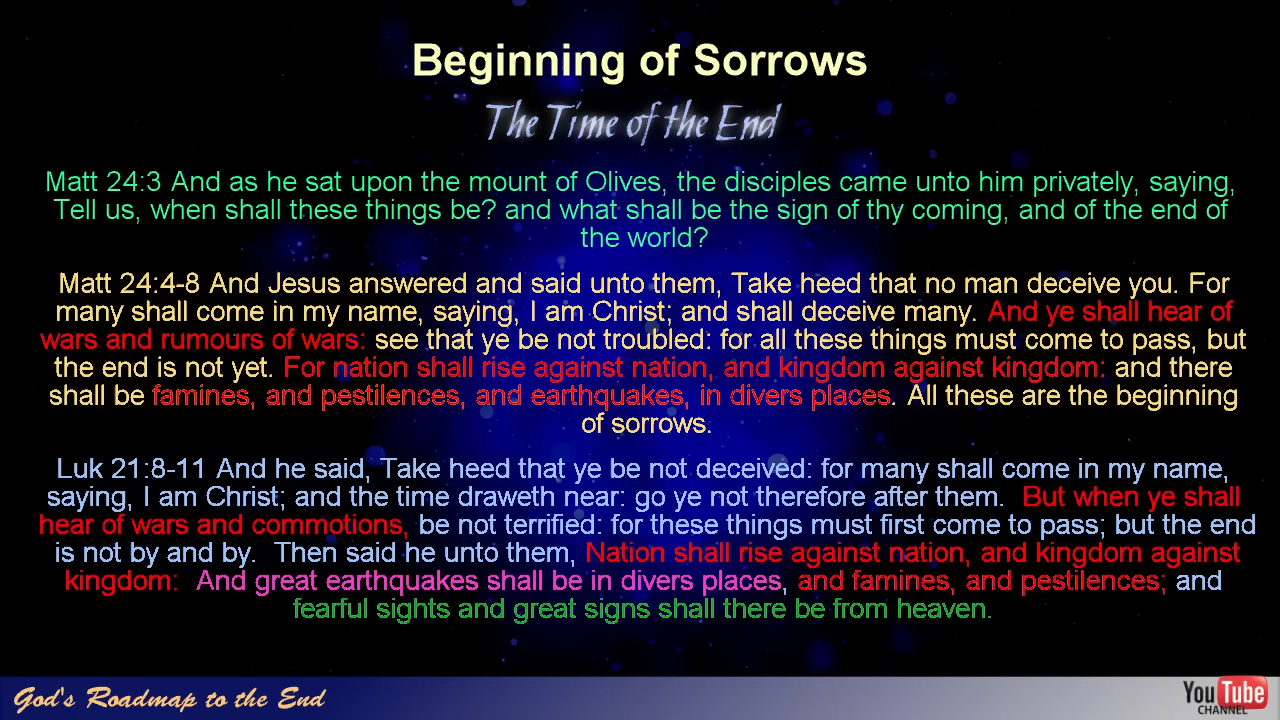 Beginning of Sorrows
The Time of the End
Matt 24:3 And as he sat upon the mount of Olives, the disciples came unto him privately, saying,
Tell us, when shall these things be? and what shall be the sign of thy coming, and of the end of
the world?
Matt 24:4-8 And Jesus answered and said unto them, Take heed that no man deceive you. For
many shall come in my name, saying, I am Christ; and shall deceive many. And ye shall hear of
wars and rumours of wars: see that ye be not troubled: for all these things must come to pass, but
the end is not yet. For nation shall rise against nation, and kingdom against kingdom: and there
shall be famines, and pestilences, and earthquakes, in divers places. All these are the beginning
of sorrows.
Luk 21:8-11 And he said, Take heed that ye be not deceived: for many shall come in my name,
saying, I am Christ; and the time draweth near: go ye not therefore after them. But when ye shall
hear of wars and commotions, be not terrified: for these things must first come to pass; but the end
is not by and by. Then said he unto them, Nation shall rise against nation, and kingdom against
kingdom: And great earthquakes shall be in divers places, and famines, and pestilences; and
fearful sights and great signs shall there be from heaven.
God's Roadmap to the End
YouTube
CHANNEL